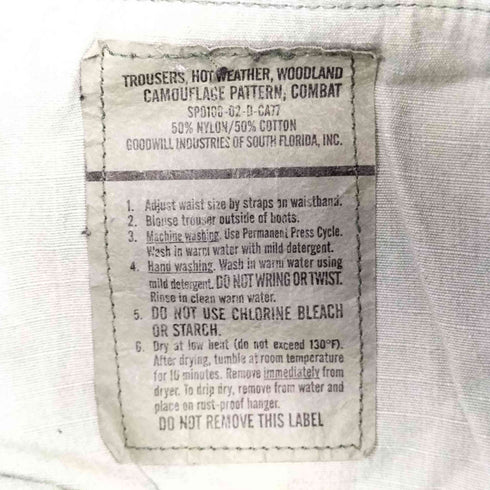 TROUSERS, HOT WEATHER, WOODLAND
CAMOUFLAGE PATTERN, COMBAT
SPO100-02-D-CA77
50% NYLON/50% COTTON
GOODWILL INDUSTRIES OF SOUTH FLORIDA, INC.
1. Adjust waist size by straps on waistband.
2. Blouse trouser outside of boots.
3. Machine washing. Use Permanent Press Cycle.
Wash in warm water with mild detergent.
4. Hand washing. Wash in warm water using
mild detergent. DO NOT WRING OR TWIST.
Rinse in clean warm water.
5. DO NOT USE CHLORINE BLEACH
OR STARCH.
6. Dry at low heat (do not exceed 130°F).
After drying, tumble at room temperature
for 10 minutes. Remove immediately from
dryer. To drip dry, remove from water and
place on rust-proof hanger.
DO NOT REMOVE THIS LABEL